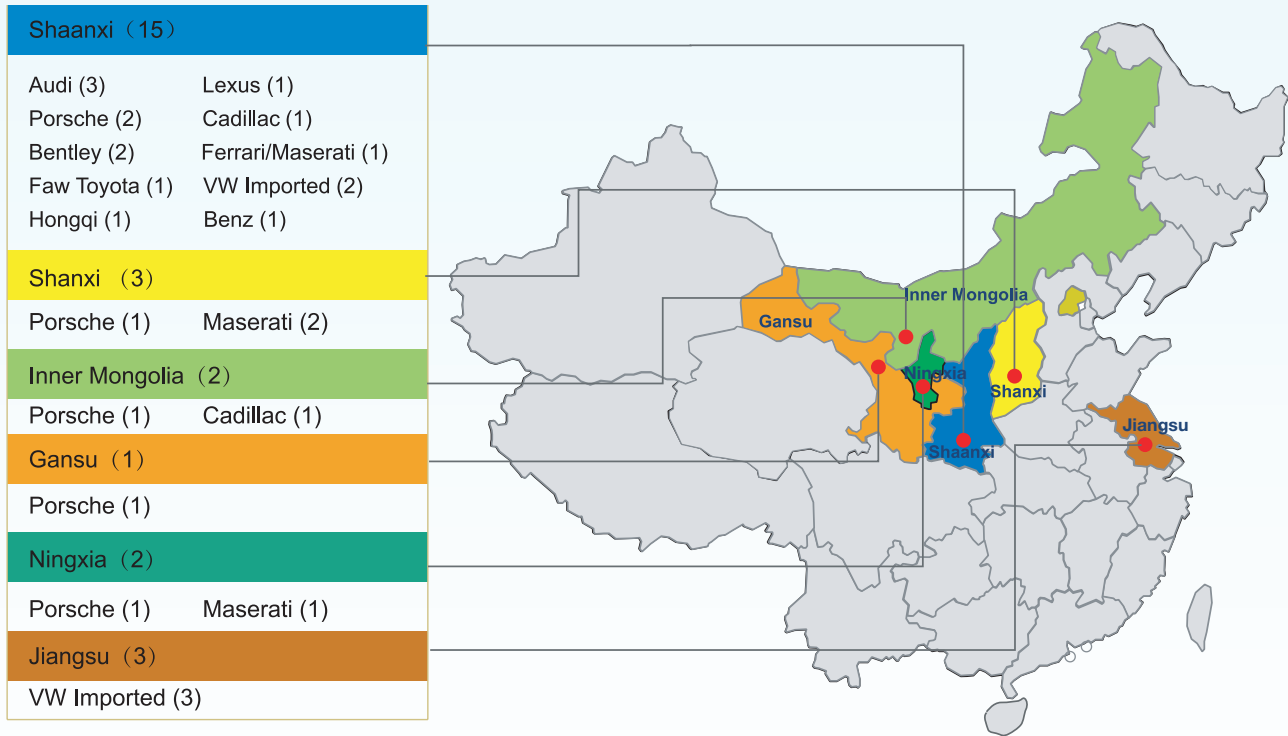 Shaanxi（15）
Audi (3) Lexus (1)
Porsche (2) Cadillac (1)
Bentley (2) Ferrari/Maserati (1)
Faw Toyota (1) VW Imported (2)
Hongqi (1) Benz (1)
Shanxi （3）
Porsche (1) Maserati (2)
Inner Mongolia（2）
Porsche (1) Cadillac (1)
Gansu（1）
Porsche (1)
Ningxia（2）
Porsche (1) Maserati (1)
Jiangsu （3）
VW Imported (3)
Inner Mongolia
Gansu
Ningxia
Shanxi
Jiangsu
Shaanxi